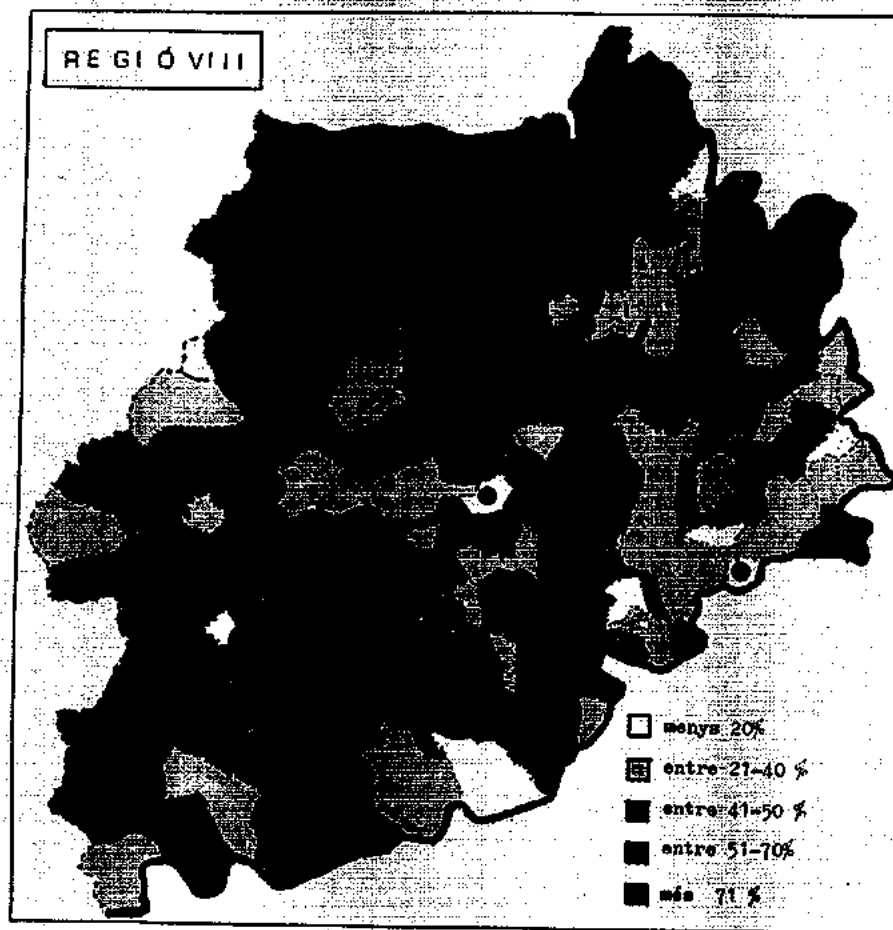 REGIÓ VIII
menys 20%
entre 21-40 %
entre 41-50 %
entre 51-70%
més 71 %